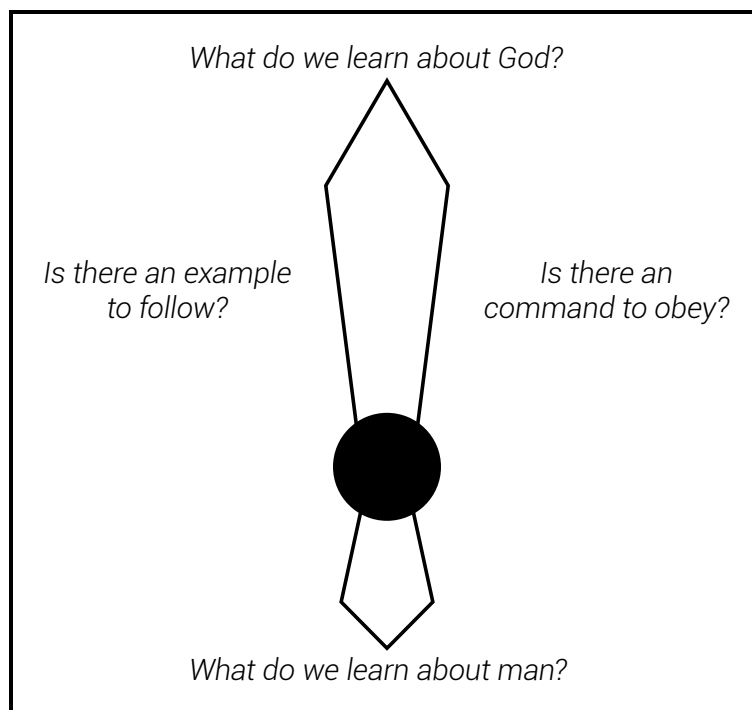 What do we learn about God?
Is there an example
to follow?
Is there an
command to obey?
What do we learn about man?